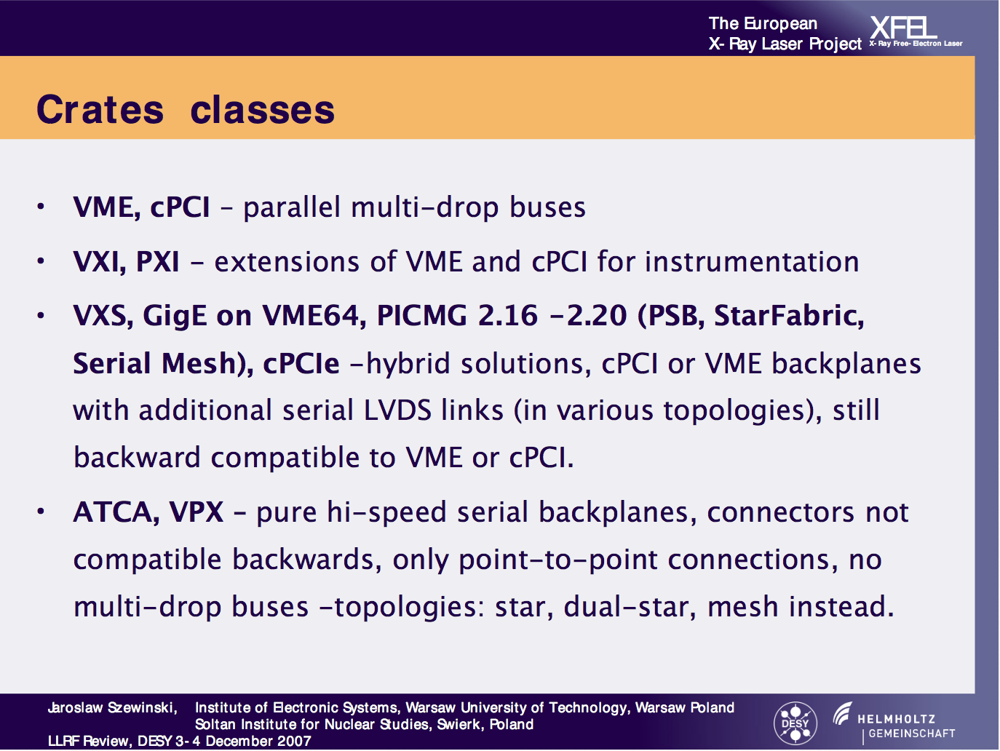 The European
X-Ray Laser Project
XFEL
X-Ray Free-Electron Laser
Crates classes
• VME, cPCI – parallel multi-drop buses
• VXI, PXI – extensions of VME and cPCI for instrumentation
• VXS, GigE on VME64, PICMG 2.16 –2.20 (PSB, StarFabric,
Serial Mesh), cPCIe –hybrid solutions, cPCI or VME backplanes
with additional serial LVDS links (in various topologies), still
backward compatible to VME or cPCI.
• ATCA, VPX – pure hi-speed serial backplanes, connectors not
compatible backwards, only point-to-point connections, no
multi-drop buses –topologies: star, dual-star, mesh instead.
Jaroslaw Szewinski, Institute of Electronic Systems, Warsaw University of Technology, Warsaw Poland
Soltan Institute for Nuclear Studies, Swierk, Poland
LLRF Review, DESY 3-4 December 2007
DESY
HELMHOLTZ
GEMEINSCHAFT